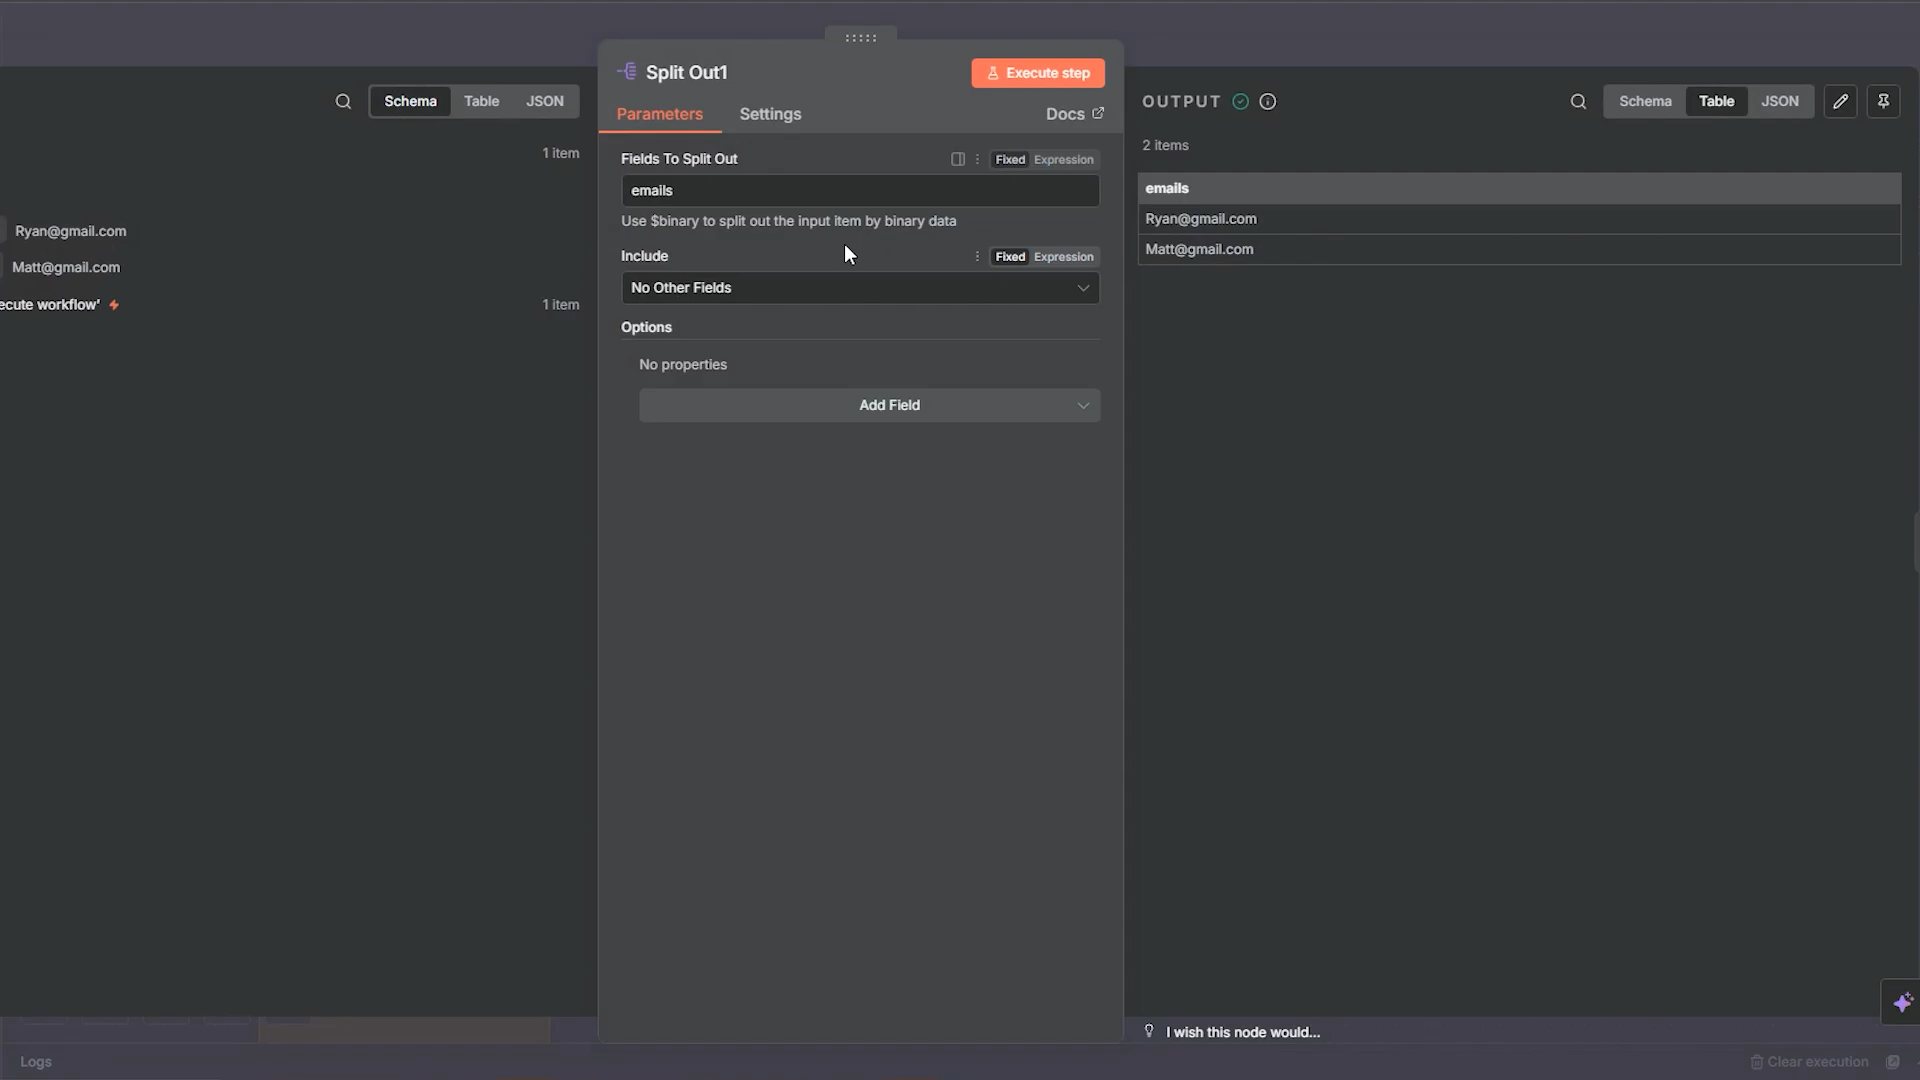 Schema Table JSON
1 item
Ryan@gmail.com
Matt@gmail.com
ecute workflow' 1 item
Split Out1
Execute step
Parameters Settings Docs
Fields To Split Out Fixed Expression
emails
Use $binary to split out the input item by binary data
Include Fixed Expression
No Other Fields
Options
No properties
Add Field
OUTPUT Schema Table JSON
2 items
emails
Ryan@gmail.com
Matt@gmail.com
I wish this node would...
Logs Clear execution